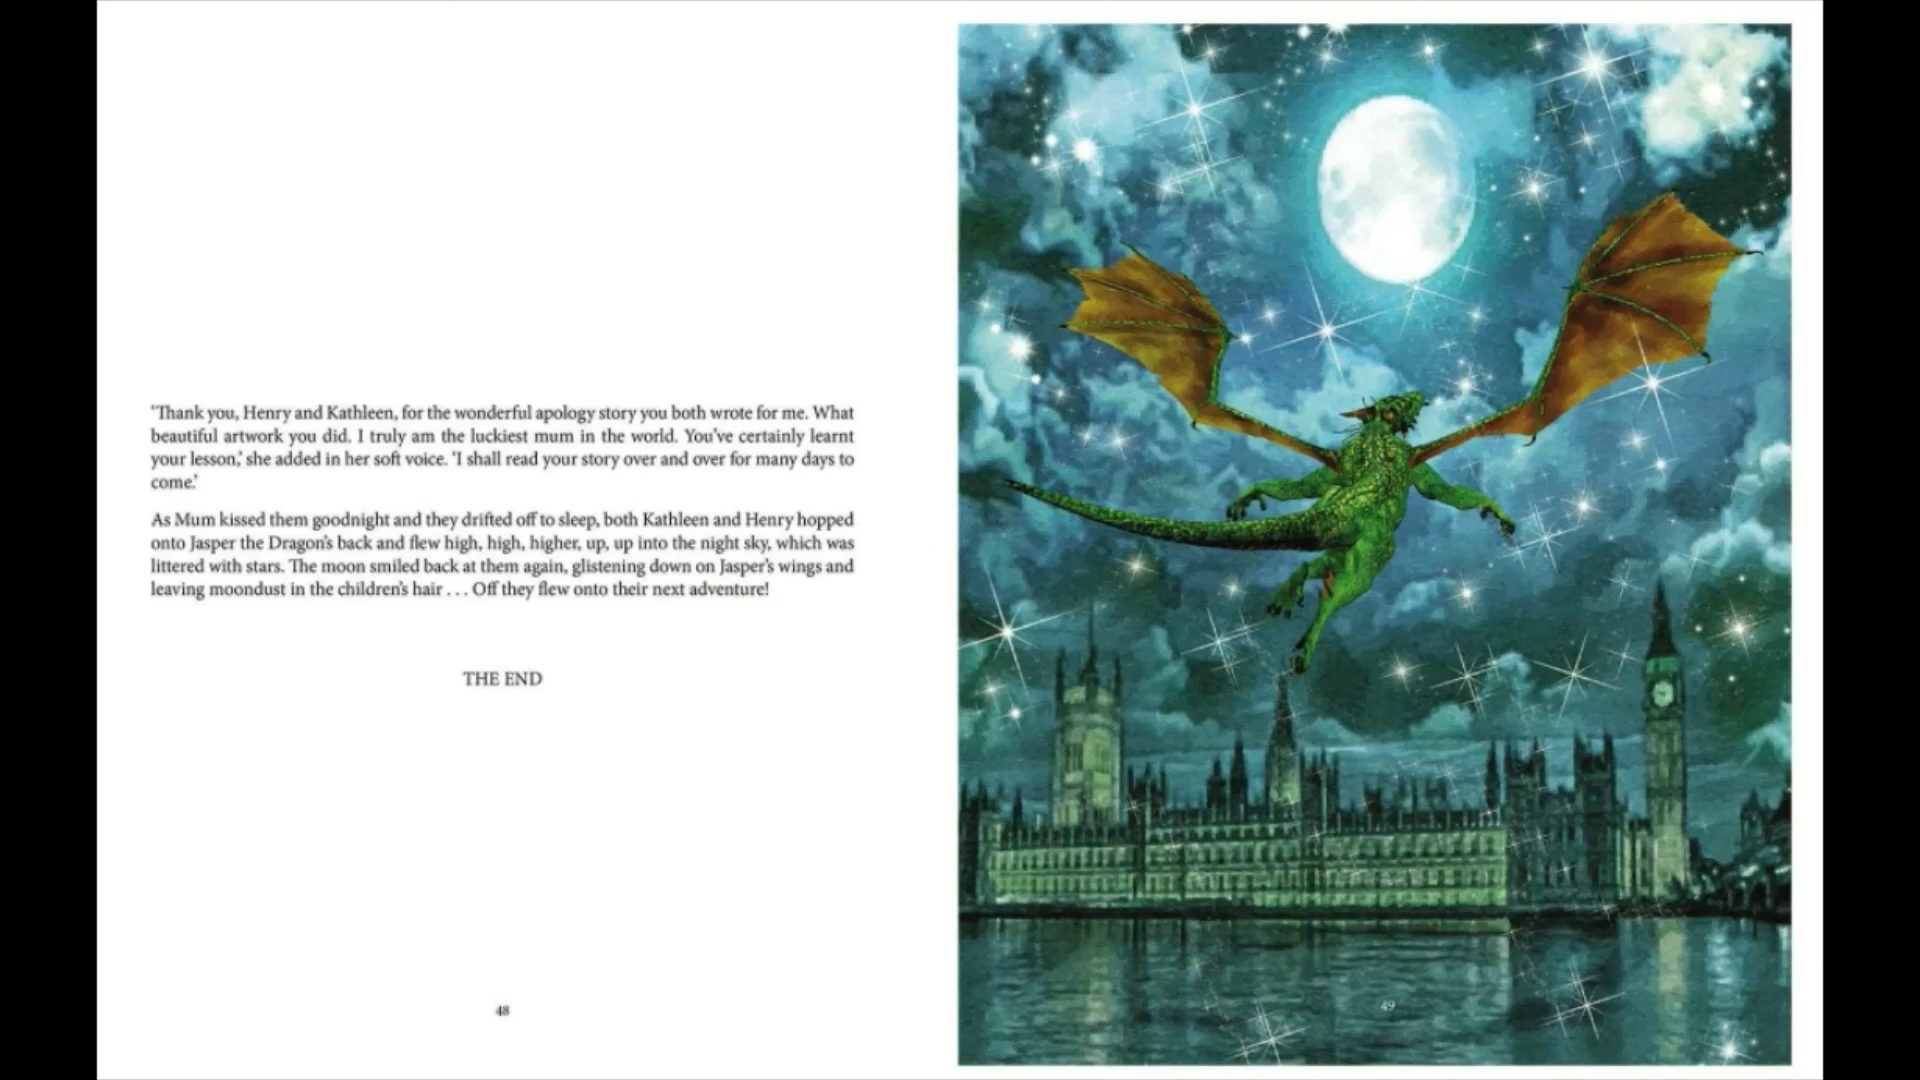 ‘Thank you, Henry and Kathleen, for the wonderful apology story you both wrote for me. What
beautiful artwork you did. I truly am the luckiest mum in the world. You’ve certainly learnt
your lesson,’ she added in her soft voice. ‘I shall read your story over and over for many days to
come.’
As Mum kissed them goodnight and they drifted off to sleep, both Kathleen and Henry hopped
onto Jasper the Dragon’s back and flew high, high, higher, up, up into the night sky, which was
littered with stars. The moon smiled back at them again, glistening down on Jasper’s wings and
leaving moondust in the children’s hair . . . Off they flew onto their next adventure!
THE END
48
49